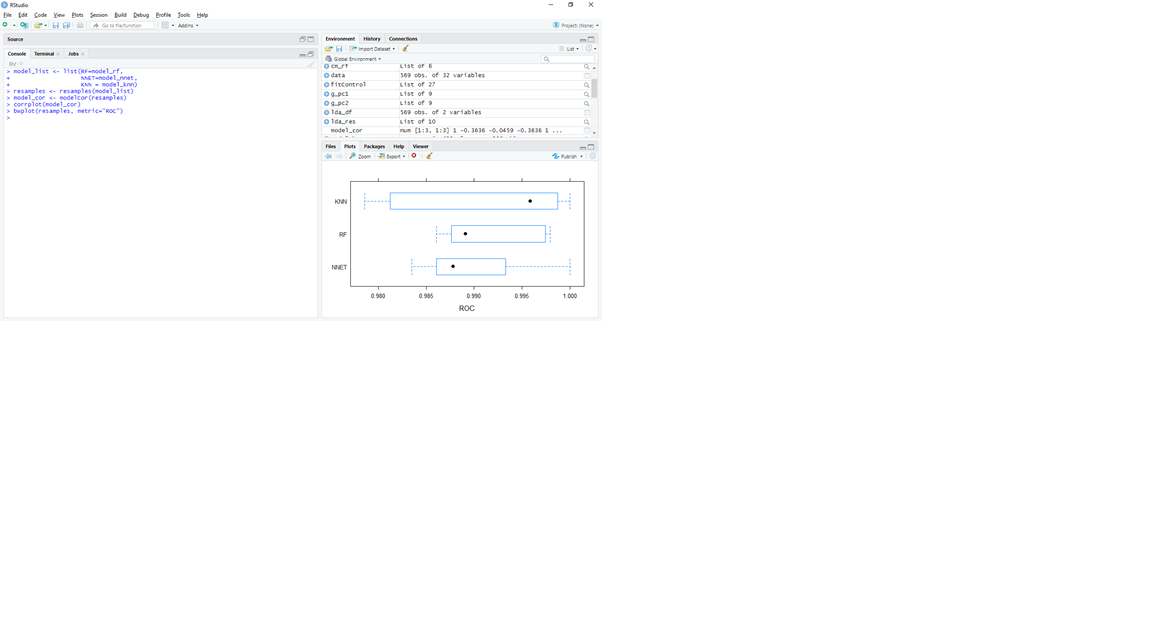 RStudio
File Edit Code View Plots Session Build Debug Profile Tools Help
Go to file/function Addins Project: (None)
Source
Console Terminal Jobs
D:/
> model_list <- list(RF=model_rf,
+ NNET=model_nnet,
+ KNN = model_knn)
> resamples <- resamples(model_list)
> model_cor <- modelCor(resamples)
> corrplot(model_cor)
> bwplot(resamples, metric="ROC")
>
Environment History Connections
Import Dataset List
Global Environment
cm_rf List of 6
data 569 obs. of 32 variables
fitControl List of 27
g_pc1 List of 9
g_pc2 List of 9
lda_df 569 obs. of 2 variables
lda_res List of 10
model_cor num [1:3, 1:3] 1 -0.3636 -0.0459 -0.3636 1 ...
Files Plots Packages Help Viewer
Zoom Export Publish
KNN
RF
NNET
0.980 0.985 0.990 0.995 1.000
ROC